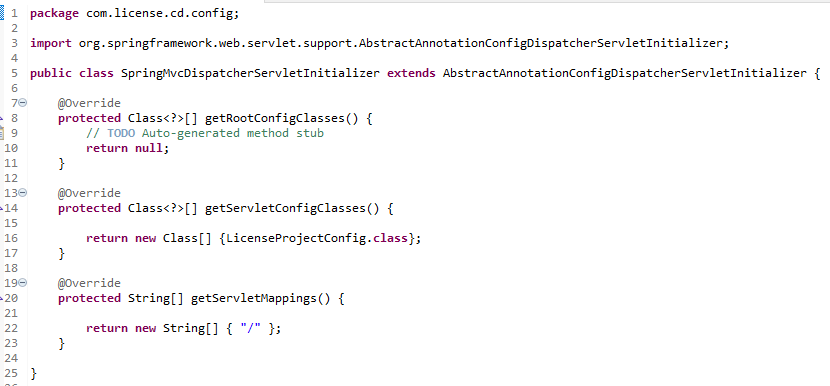 1 package com.license.cd.config;
2
3 import org.springframework.web.servlet.support.AbstractAnnotationConfigDispatcherServletInitializer;
4
5 public class SpringMvcDispatcherServletInitializer extends AbstractAnnotationConfigDispatcherServletInitializer {
6
7 @Override
8 protected Class<?>[] getRootConfigClasses() {
9 // TODO Auto-generated method stub
10 return null;
11 }
12
13 @Override
14 protected Class<?>[] getServletConfigClasses() {
15
16 return new Class[] {LicenseProjectConfig.class};
17 }
18
19 @Override
20 protected String[] getServletMappings() {
21
22 return new String[] { "/" };
23 }
24
25 }